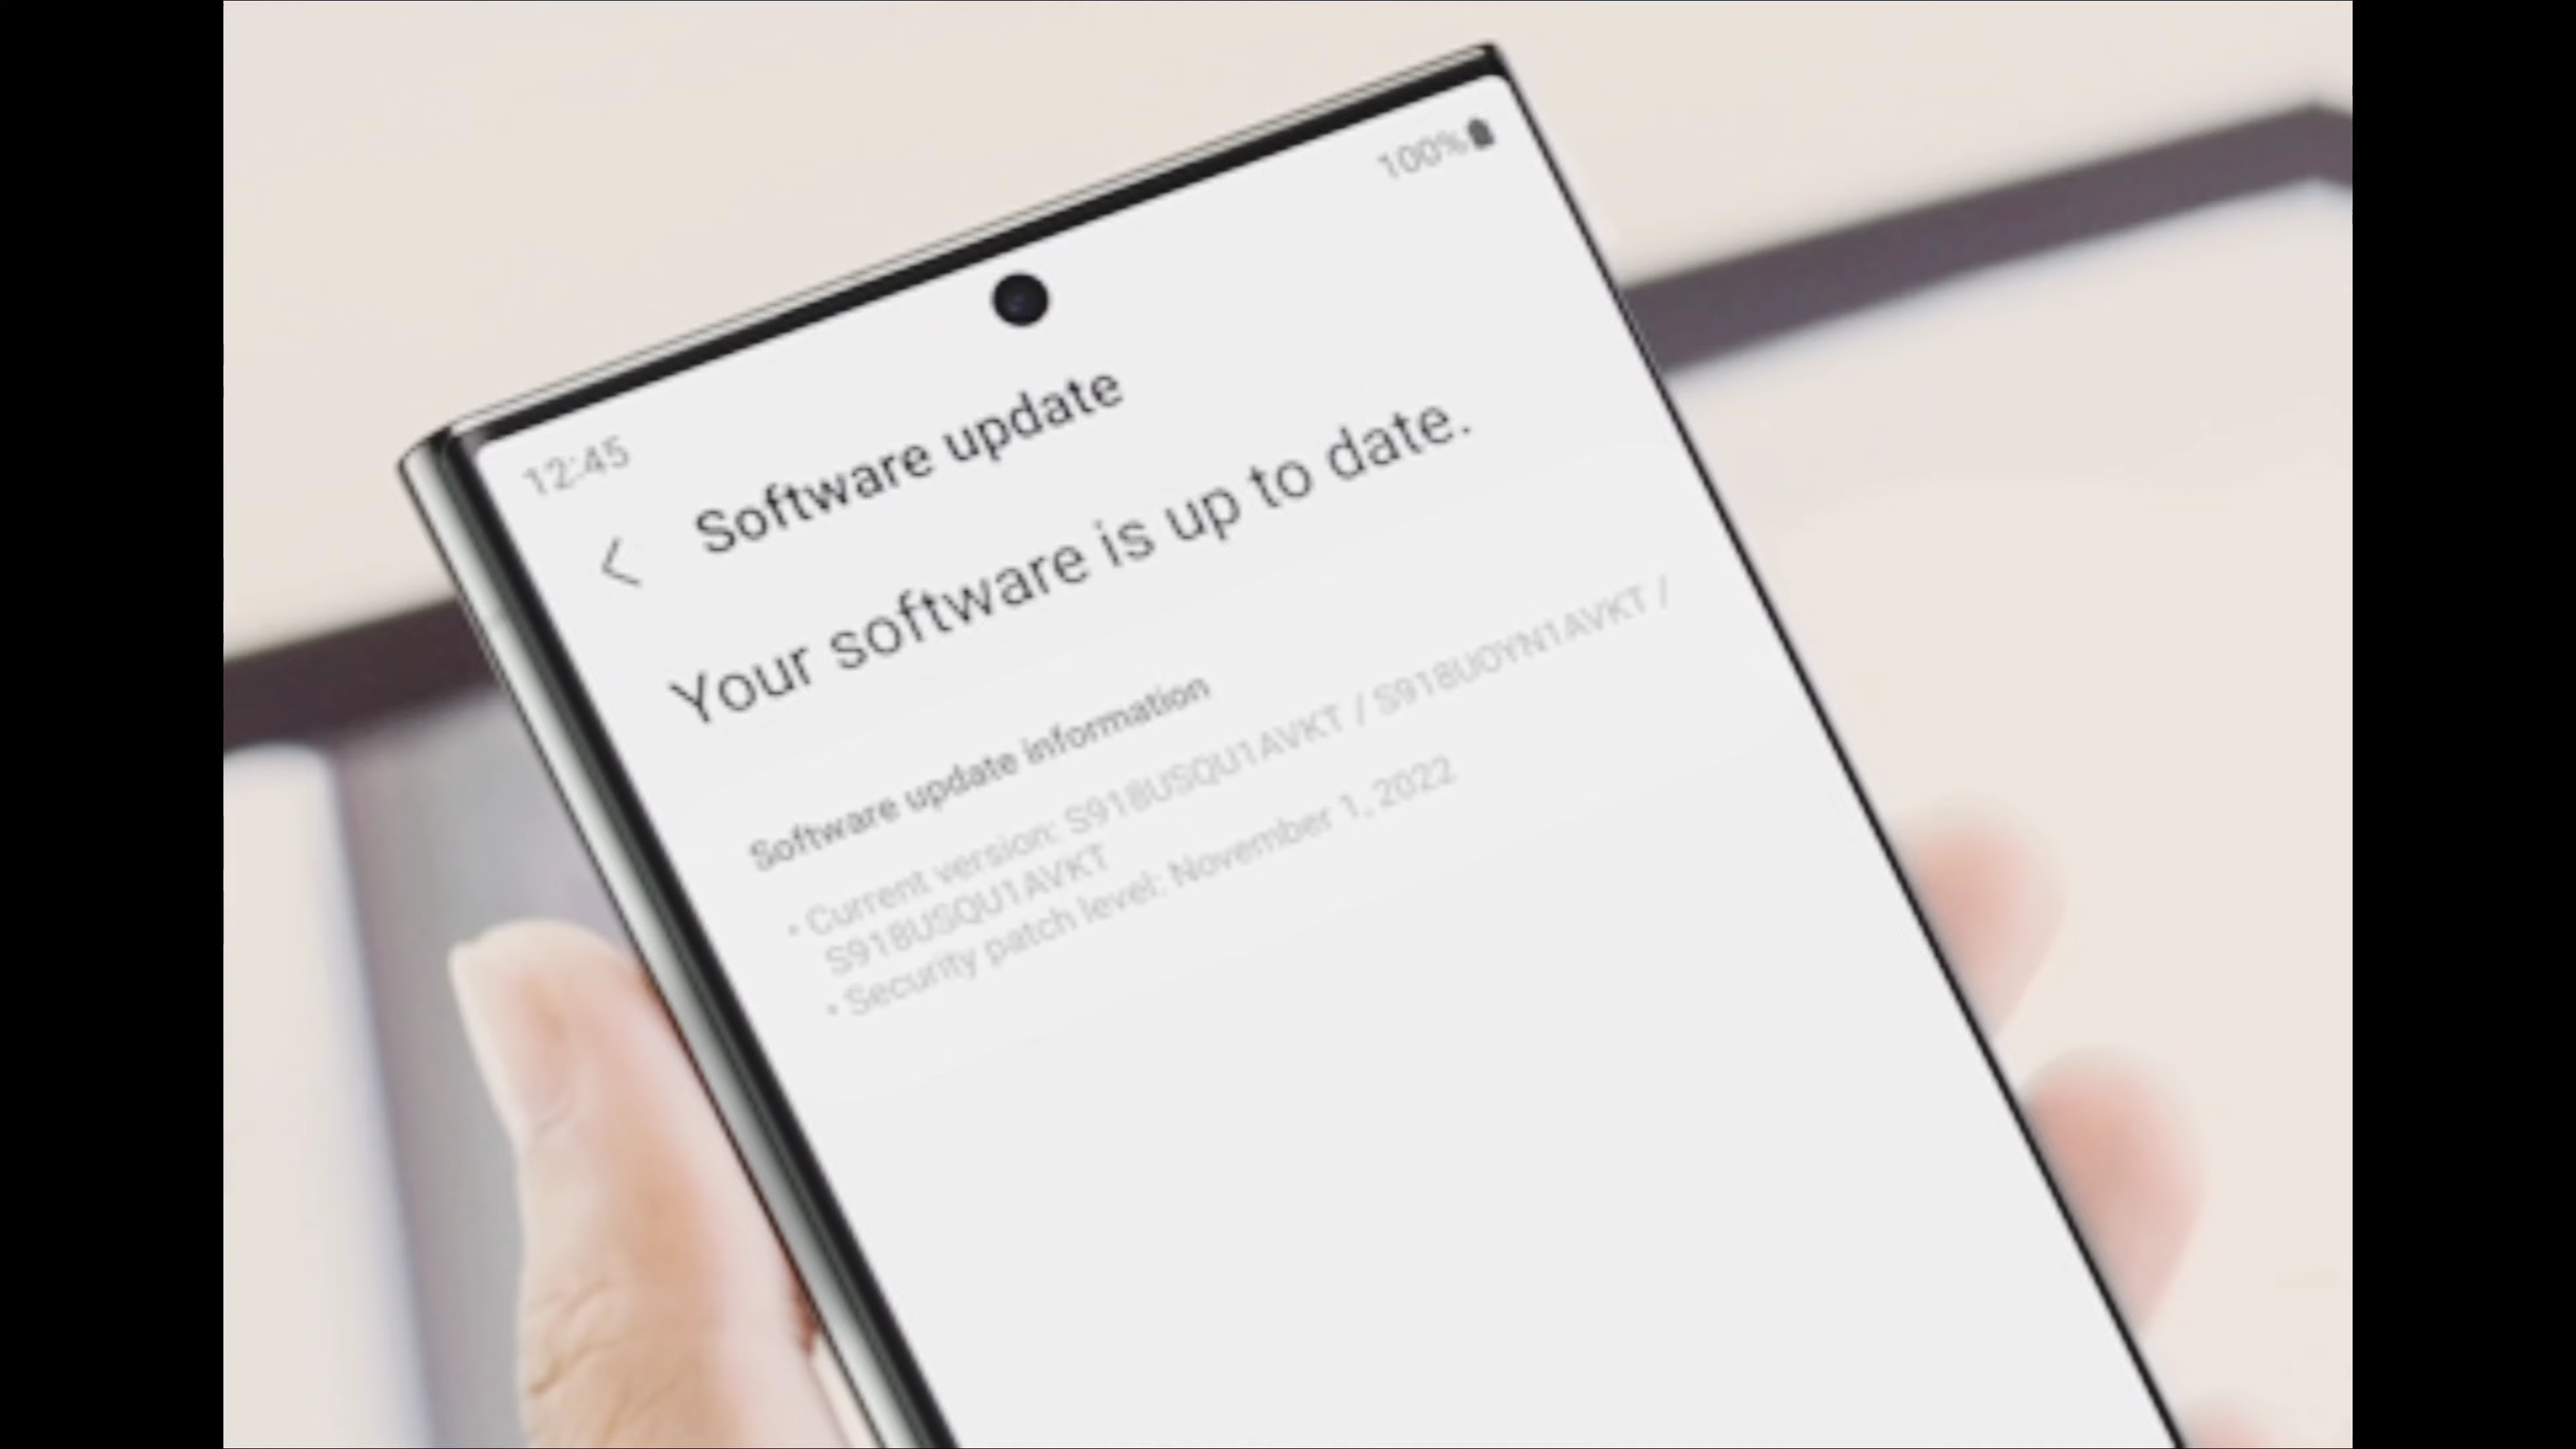 12:45
100%
Software update
Your software is up to date.
Software update information
• Current version: S918USQU1AVKT / S918UOYN1AVKT /
S918USQU1AVKT
• Security patch level: November 1, 2022